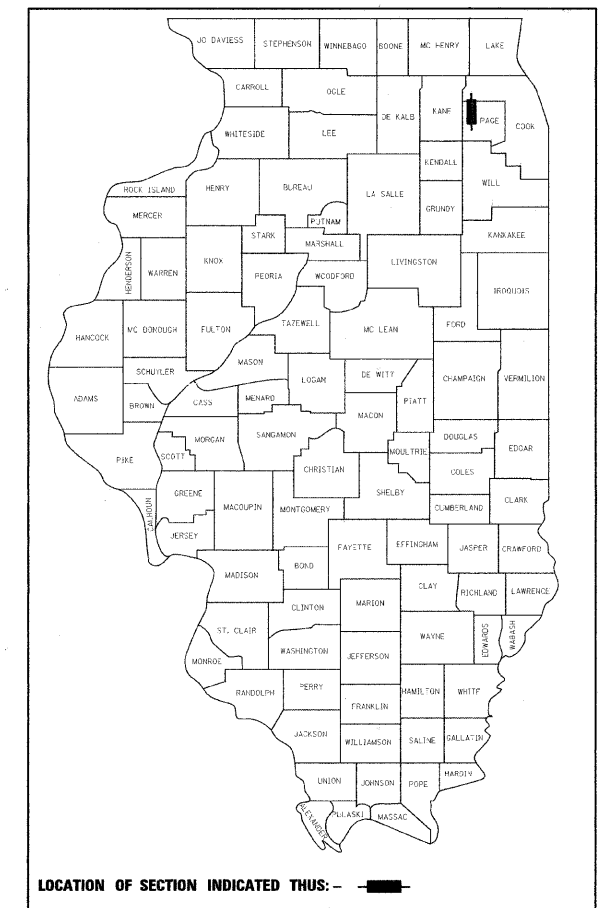 JO DAVIESS STEPHENSON WINNEBAGO BOONE MC HENRY LAKE
CARROLL OGLE DE KALB KANE PAGE COOK
WHITESIDE LEE
KENDALL
ROCK ISLAND HENRY BUREAU LA SALLE WILL
MERCER PUTNAM GRUNDY
STARK MARSHALL KANKAKEE
HENDERSON WARREN KNOX PEORIA WOODFORD LIVINGSTON IROQUOIS
HANCOCK MC DONOUGH FULTON TAZEWELL MC LEAN FORD
MASON
SCHUYLER LOGAN DE WITT CHAMPAIGN VERMILION
ADAMS BROWN CASS MENARD PIATT
MACON
MORGAN SANGAMON DOUGLAS
PIKE SCOTT MOULTRIE EDGAR
CHRISTIAN COLES
GREENE SHELBY
CALHOUN MACOUPIN MONTGOMERY CUMBERLAND CLARK
JERSEY
FAYETTE EFFINGHAM JASPER CRAWFORD
MADISON BOND
CLAY RICHLAND LAWRENCE
CLINTON MARION
ST. CLAIR WAYNE EDWARDS WABASH
WASHINGTON JEFFERSON
MONROE
RANDOLPH PERRY HAMILTON WHITE
FRANKLIN
JACKSON WILLIAMSON SALINE GALLATIN
UNION JOHNSON POPE HARDIN
ALEXANDER PULASKI MASSAC
LOCATION OF SECTION INDICATED THUS: –